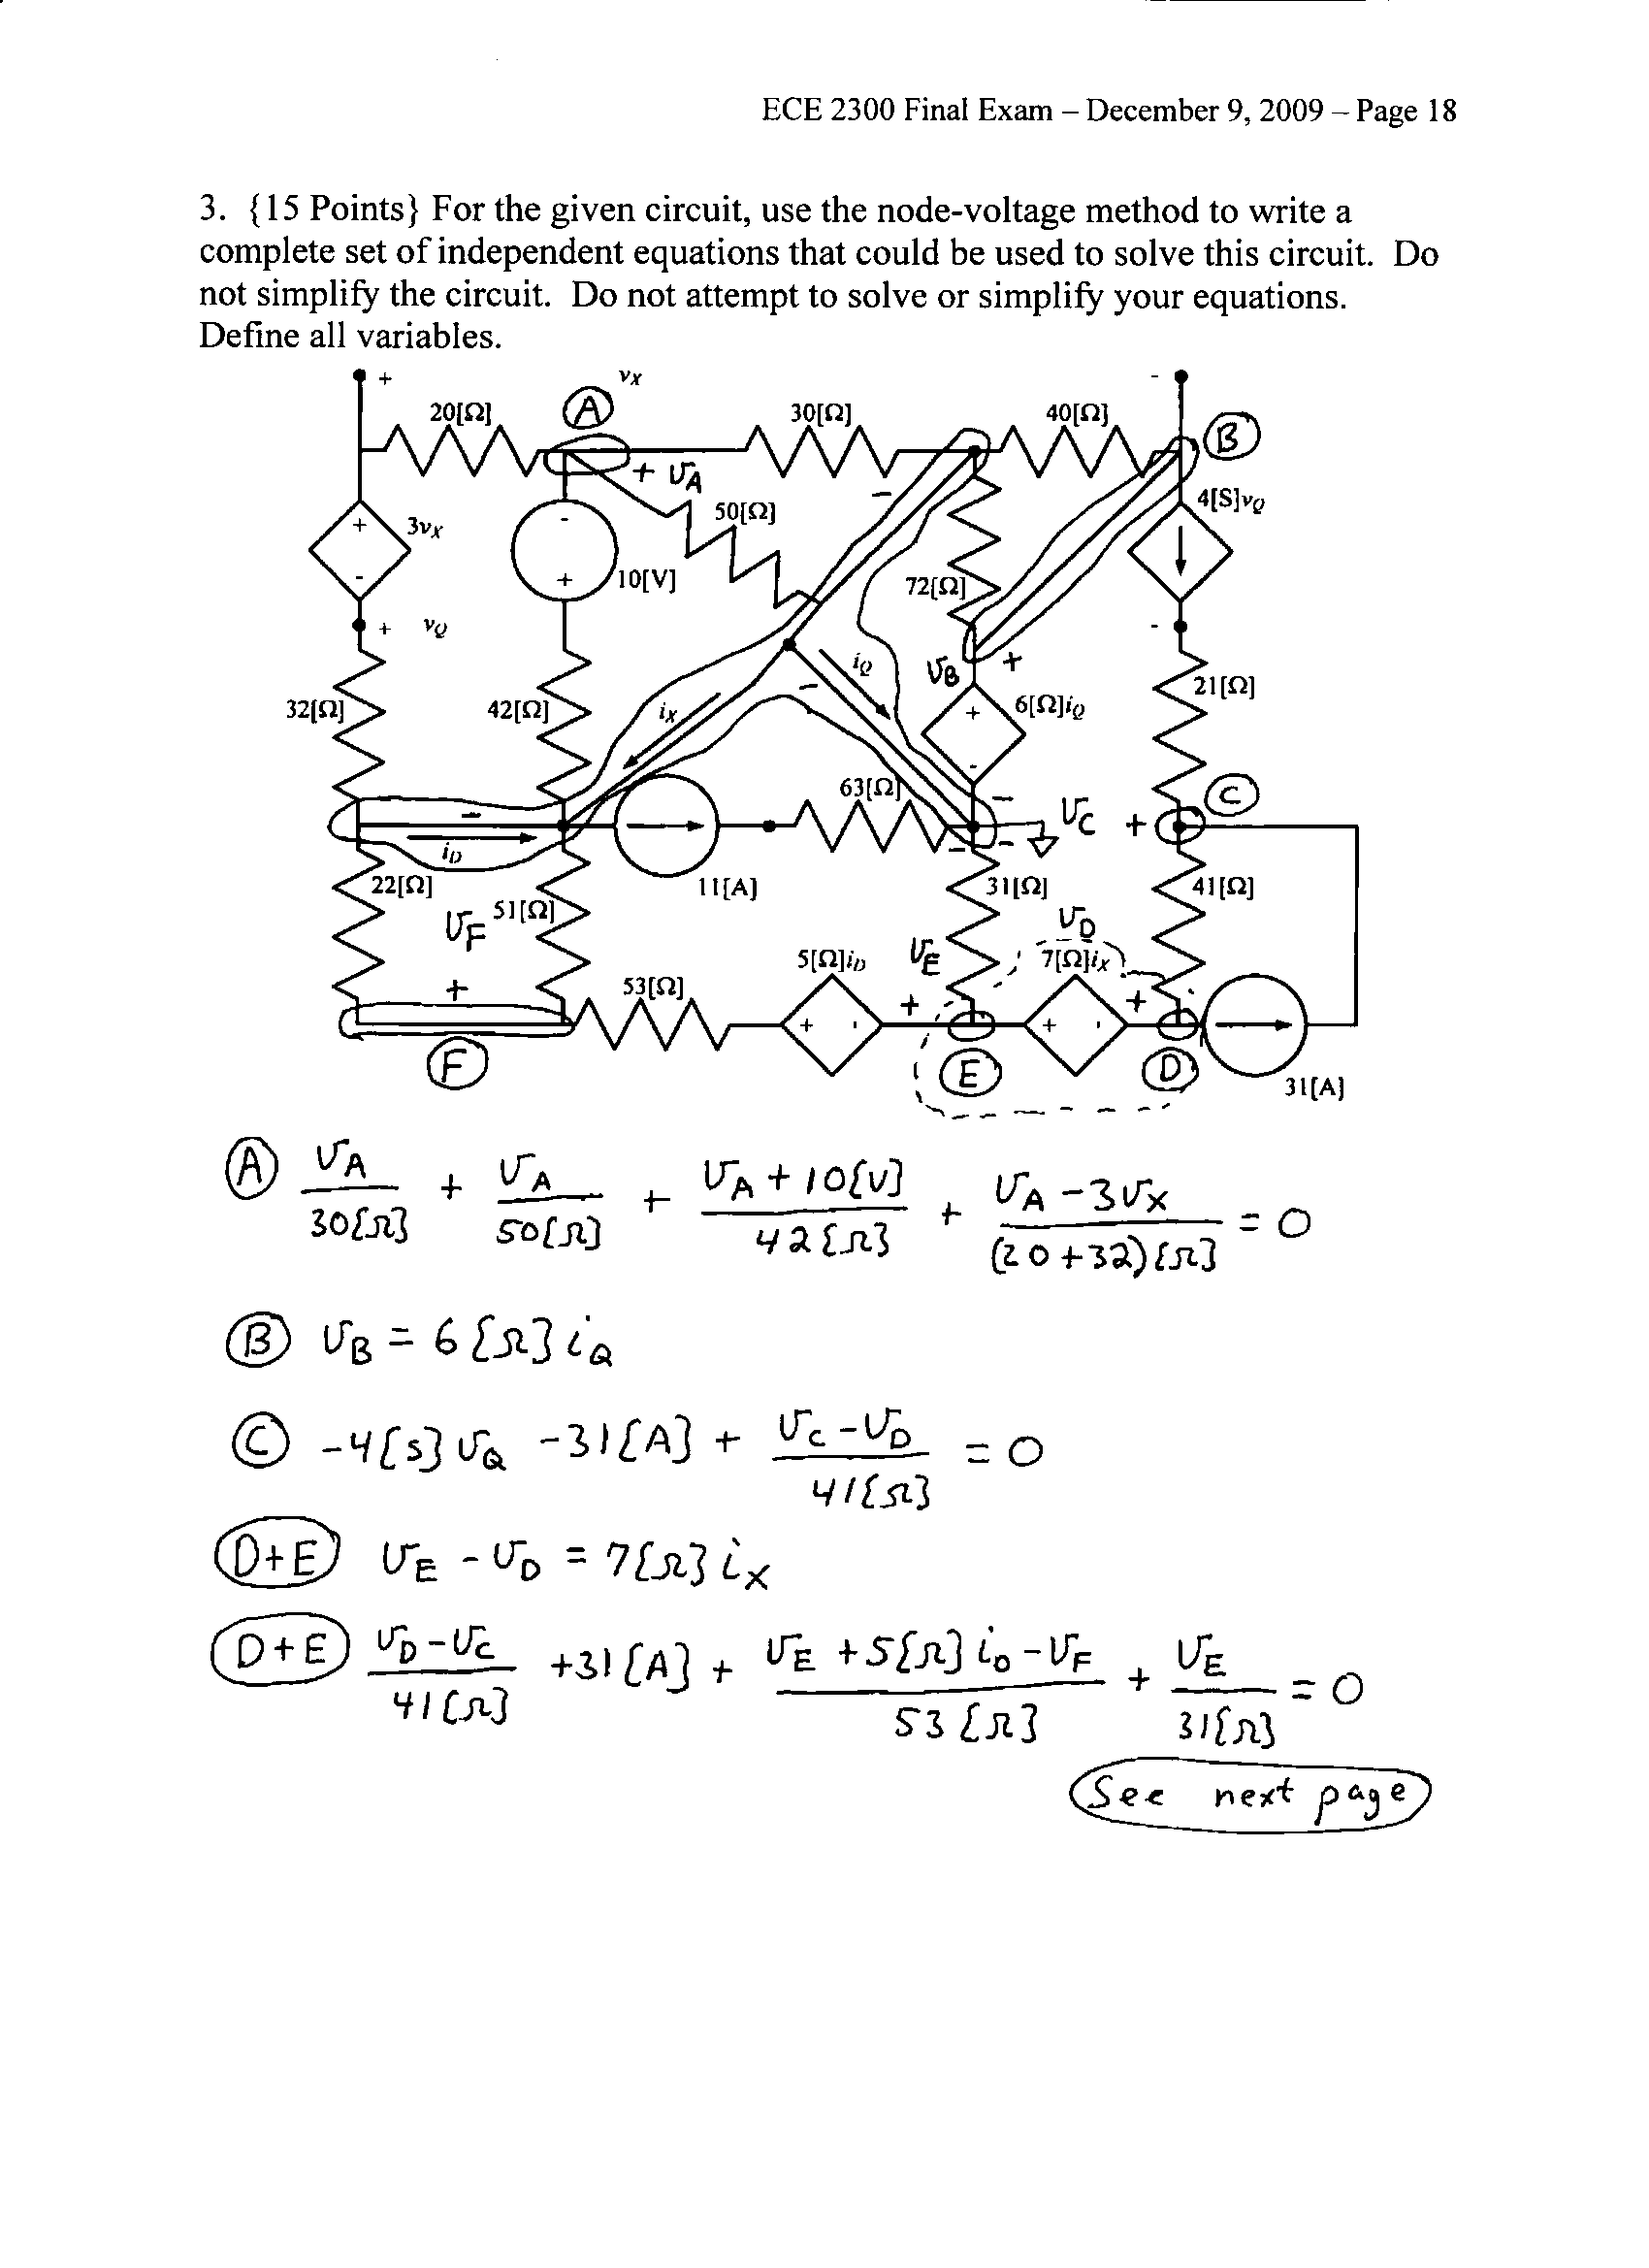 ECE 2300 Final Exam – December 9, 2009 – Page 18
3. {15 Points} For the given circuit, use the node-voltage method to write a
complete set of independent equations that could be used to solve this circuit. Do
not simplify the circuit. Do not attempt to solve or simplify your equations.
Define all variables.
+ vX -
20[Ω] A 30[Ω] 40[Ω] B
+ vA -
50[Ω] 4[S]vQ
+ 3vX - - + 10[V] 72[Ω]
+ vQ -
iQ vB +
32[Ω] 42[Ω] iX - + 6[Ω]iQ - 21[Ω]
63[Ω] C
- - vC +
iD - -
22[Ω] 51[Ω] 11[A] 31[Ω] 41[Ω]
vF vD
5[Ω]iD vE 7[Ω]iX
+ 53[Ω] + +
+ - + -
F E D
31[A]
A vA/30[Ω] + vA/50[Ω] + (vA + 10[V])/42[Ω] + (vA - 3vX)/(20+32)[Ω] = 0
B vB = 6[Ω] iQ
C -4[S] vQ - 31[A] + (vC - vD)/41[Ω] = 0
D+E vE - vD = 7[Ω] iX
D+E (vD - vC)/41[Ω] + 31[A] + (vE + 5[Ω] iD - vF)/53[Ω] + vE/31[Ω] = 0
See next page